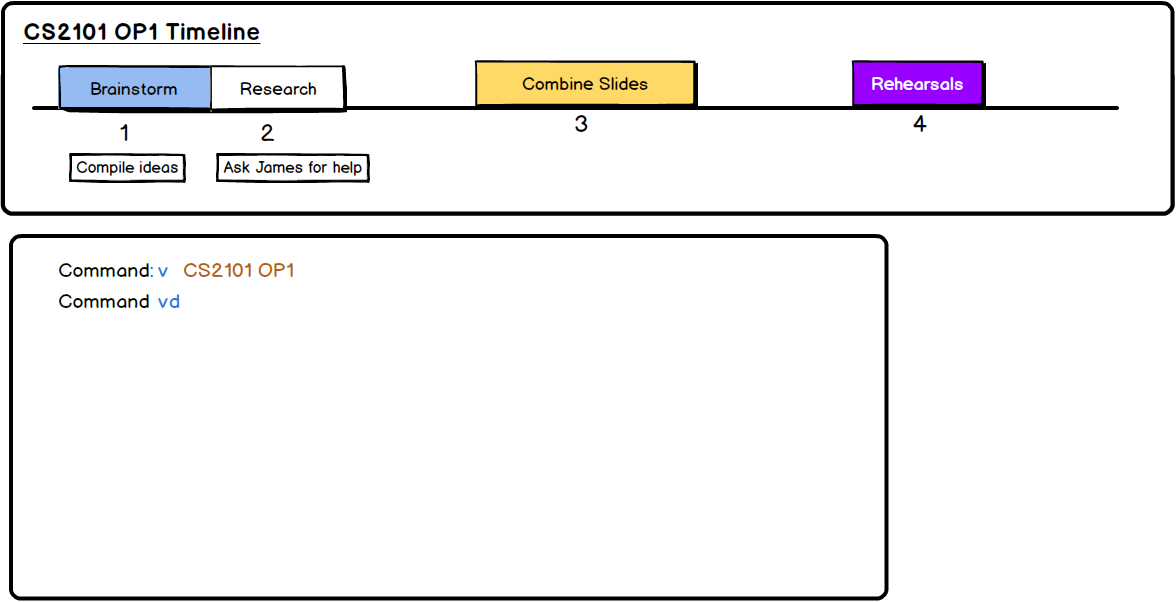 CS2101 OP1 Timeline
Brainstorm Research Combine Slides Rehearsals
1 2 3 4
Compile ideas Ask James for help
Command: v CS2101 OP1
Command vd